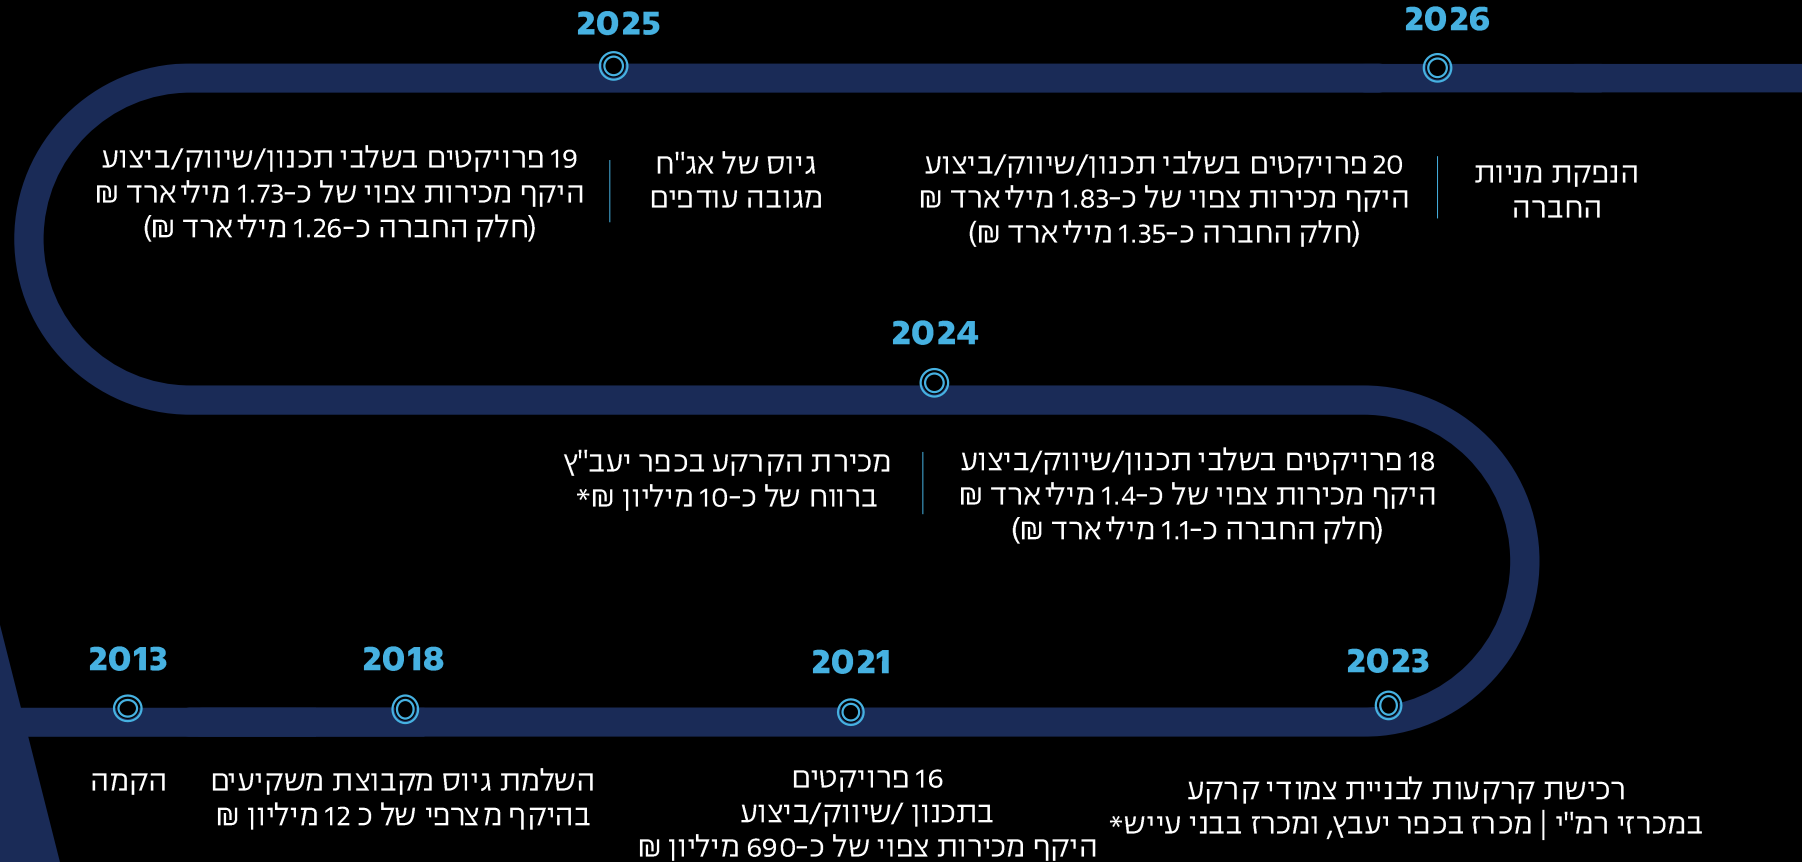 2025
2026
19 פרויקטים בשלבי תכנון/שיווק/ביצוע
היקף מכירות צפוי של כ-1.73 מיליארד ₪
(חלק החברה כ-1.26 מיליארד ₪)
גיוס של אג"ח
מגובה עודפים
20 פרויקטים בשלבי תכנון/שיווק/ביצוע
היקף מכירות צפוי של כ-1.83 מיליארד ₪
(חלק החברה כ-1.35 מיליארד ₪)
הנפקת מניות
החברה
2024
מכירת הקרקע בכפר יעב"ץ
ברווח של כ-10 מיליון ₪*
18 פרויקטים בשלבי תכנון/שיווק/ביצוע
היקף מכירות צפוי של כ-1.4 מיליארד ₪
(חלק החברה כ-1.1 מיליארד ₪)
2013
2018
2021
2023
הקמה
השלמת גיוס מקבוצת משקיעים
בהיקף מצרפי של כ 12 מיליון ₪
16 פרויקטים
בתכנון /שיווק/ביצוע
היקף מכירות צפוי של כ-690 מיליון ₪
רכישת קרקעות לבניית צמודי קרקע
במכרזי רמ"י | מכרז בכפר יעבץ, ומכרז בבני עייש*